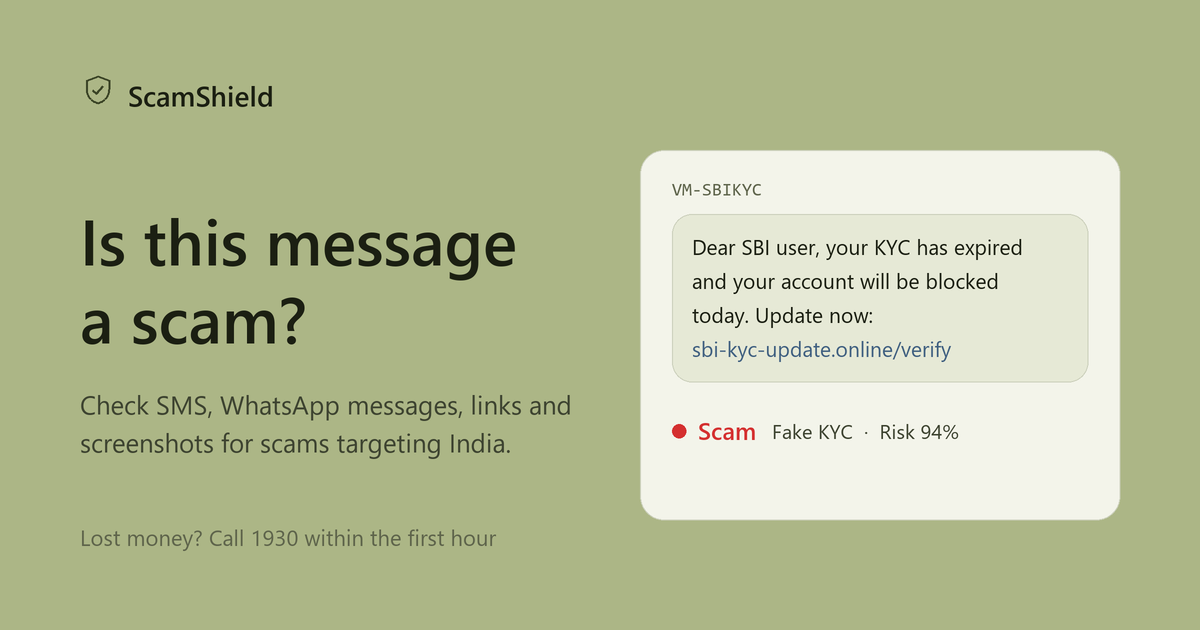 ScamShield
Is this message
a scam?
Check SMS, WhatsApp messages, links and
screenshots for scams targeting India.
Lost money? Call 1930 within the first hour
VM-SBIKYC
Dear SBI user, your KYC has expired
and your account will be blocked
today. Update now:
sbi-kyc-update.online/verify
Scam Fake KYC · Risk 94%